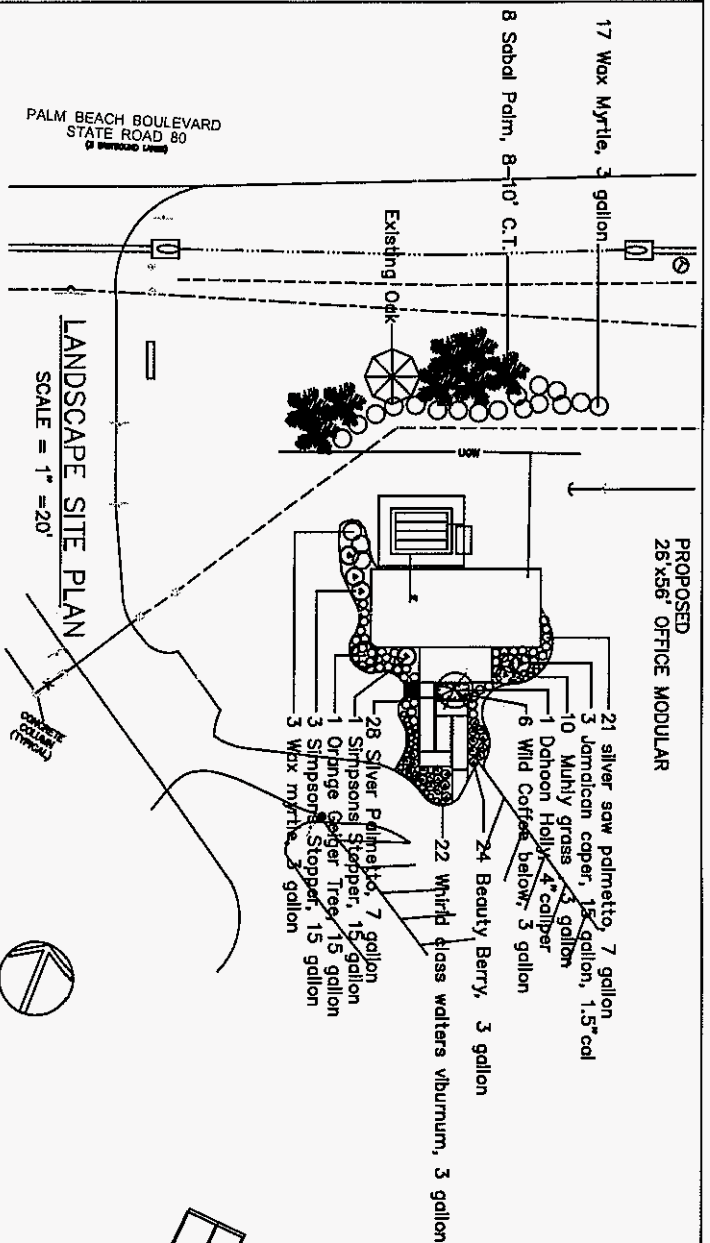 17 Wax Myrtle, 3 gallon
8 Sabal Palm, 8-10' C.T.
PALM BEACH BOULEVARD
STATE ROAD 80
Existing Oak
LANDSCAPE SITE PLAN
SCALE = 1" =20'
PROPOSED
26'x56' OFFICE MODULAR
21 silver saw palmetto, 7 gallon
3 Jamaican caper, 15 gallon, 1.5"cal
10 Muhly grass 3 gallon
1 Dahoon Holly, 4"caliper
6 Wild Coffee below, 3 gallon
24 Beauty Berry, 3 gallon
22 Whirld class walters viburnum, 3 gallon
28 Silver Palmetto, 7 gallon
1 Simpsons Stopper, 15 gallon
1 Orange Geiger Tree, 15 gallon
3 Simpsons Stopper, 15 gallon
3 Wax myrtle, 3 gallon
CONCRETE
COLUMN
(TYPICAL)